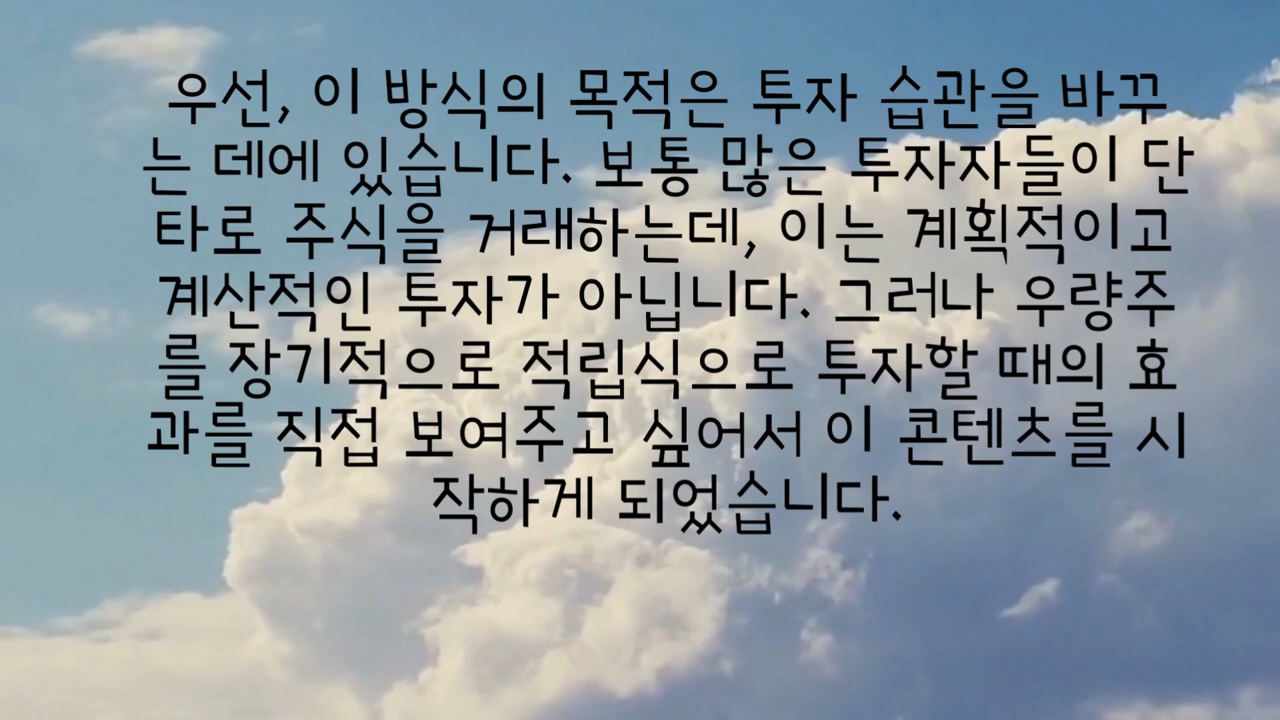 우선, 이 방식의 목적은 투자 습관을 바꾸
는 데에 있습니다. 보통 많은 투자자들이 단
타로 주식을 거래하는데, 이는 계획적이고
계산적인 투자가 아닙니다. 그러나 우량주
를 장기적으로 적립식으로 투자할 때의 효
과를 직접 보여주고 싶어서 이 콘텐츠를 시
작하게 되었습니다.